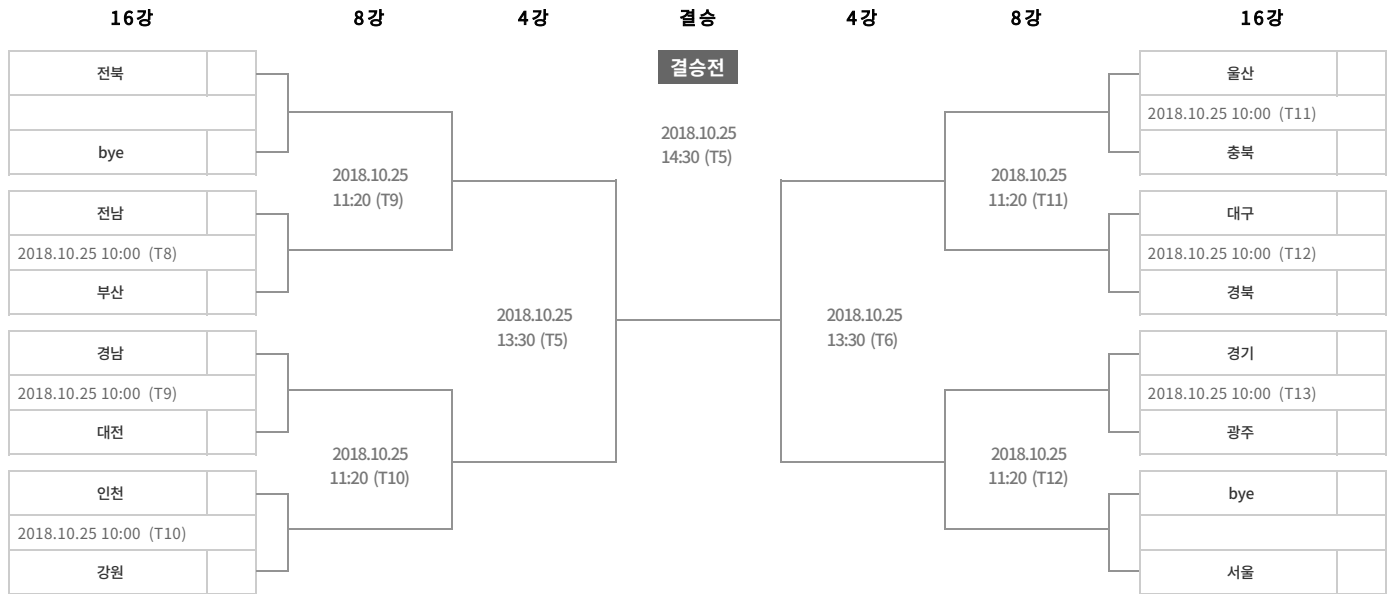 16강 8강 4강 결승 4강 8강 16강
결승전
전북
bye
전남
2018.10.25 10:00 (T8)
부산
경남
2018.10.25 10:00 (T9)
대전
인천
2018.10.25 10:00 (T10)
강원
2018.10.25
11:20 (T9)
2018.10.25
11:20 (T10)
2018.10.25
13:30 (T5)
2018.10.25
14:30 (T5)
2018.10.25
13:30 (T6)
2018.10.25
11:20 (T11)
2018.10.25
11:20 (T12)
울산
2018.10.25 10:00 (T11)
충북
대구
2018.10.25 10:00 (T12)
경북
경기
2018.10.25 10:00 (T13)
광주
bye
서울